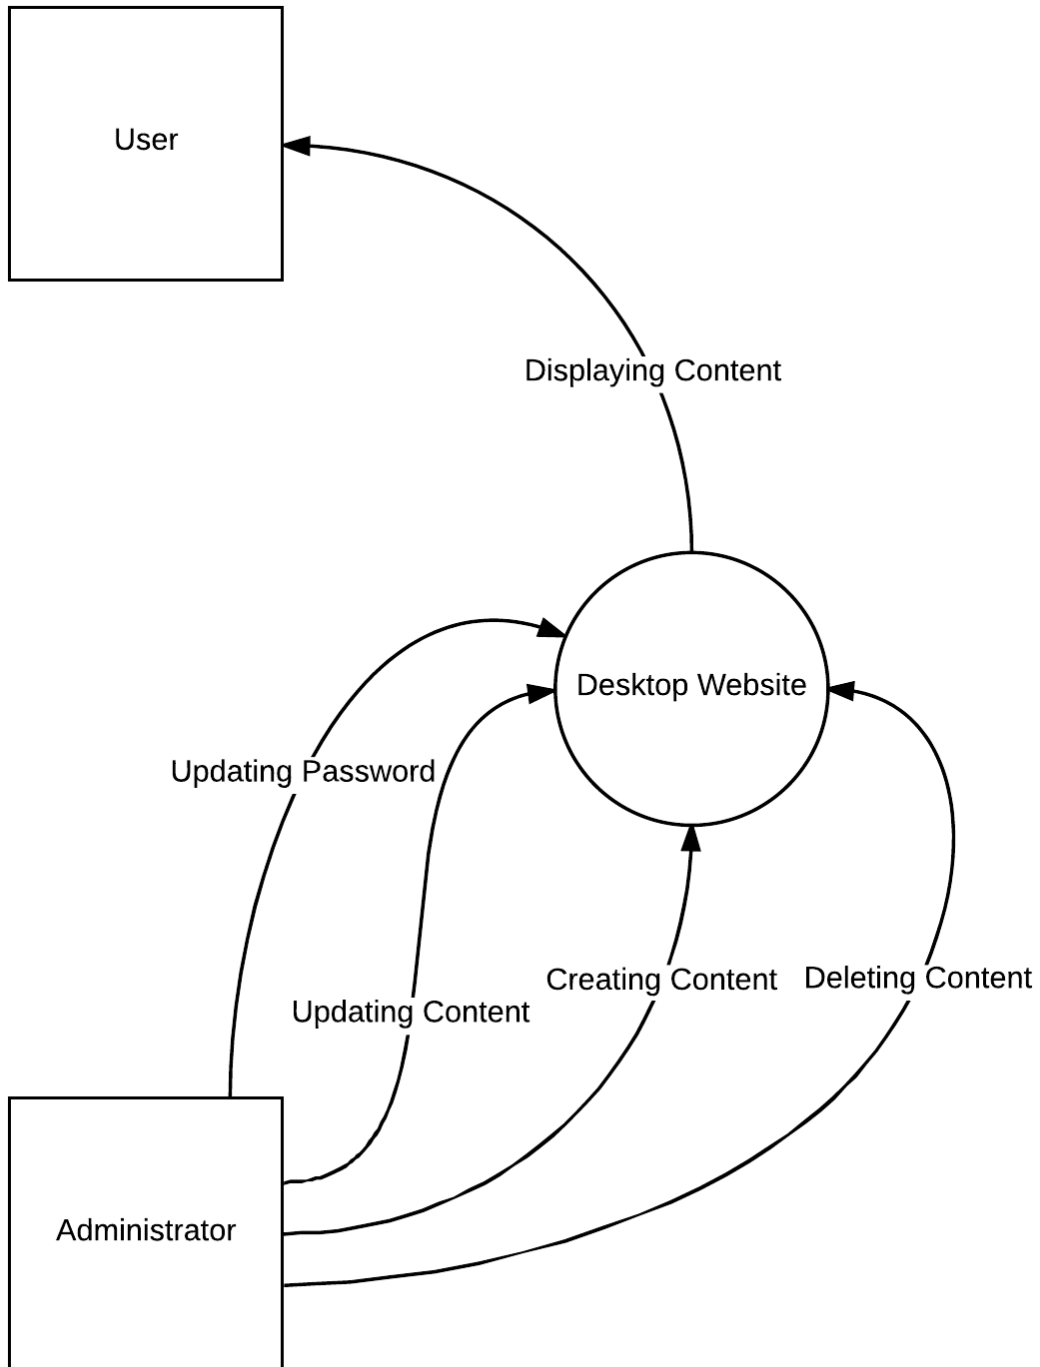 User
Displaying Content
Desktop Website
Updating Password
Updating Content
Creating Content
Deleting Content
Administrator